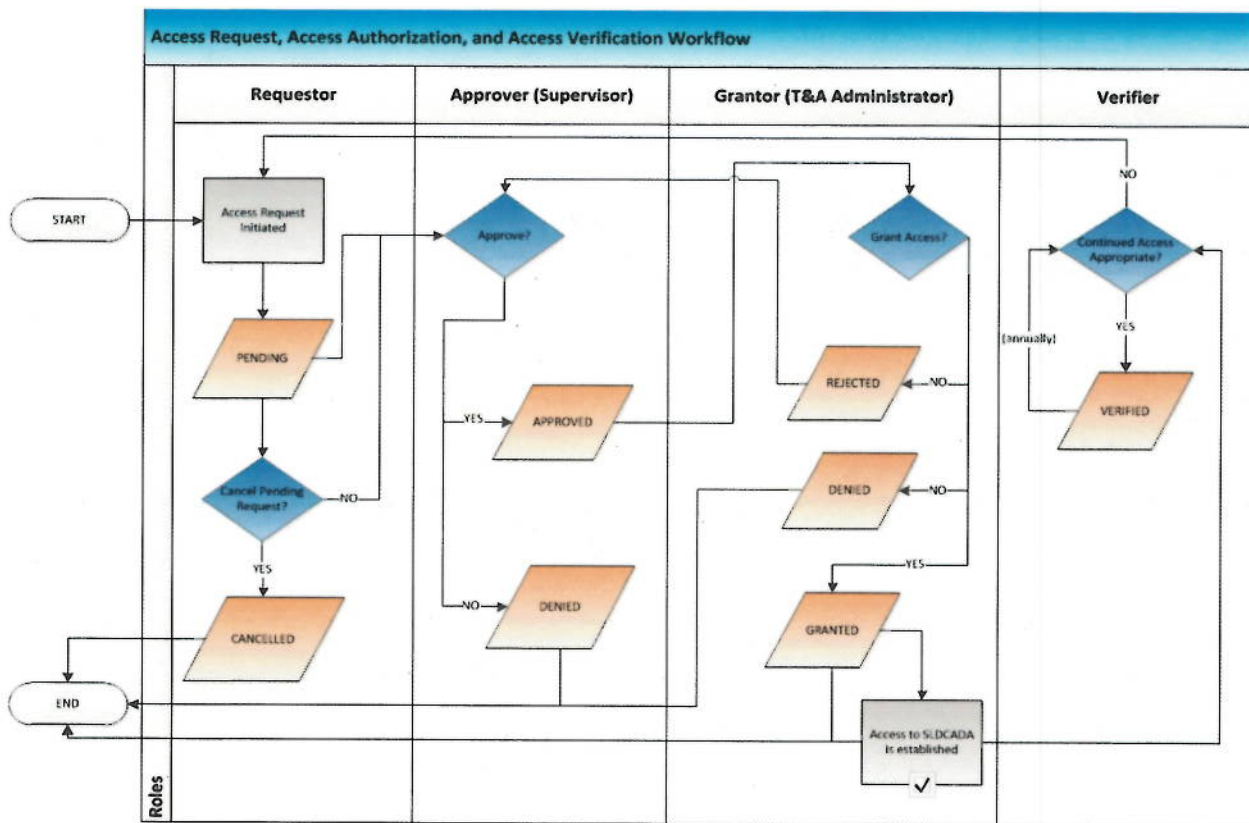 Access Request, Access Authorization, and Access Verification Workflow
Requestor
Approver (Supervisor)
Grantor (T&A Administrator)
Verifier
START
Access Request
Initiated
Approve?
Grant Access?
NO
Continued Access
Appropriate?
PENDING
(annually)
YES
REJECTED
NO
VERIFIED
YES
APPROVED
Cancel Pending
Request?
NO
DENIED
NO
YES
YES
CANCELLED
NO
DENIED
GRANTED
END
Access to SLDCADA
is established
Roles